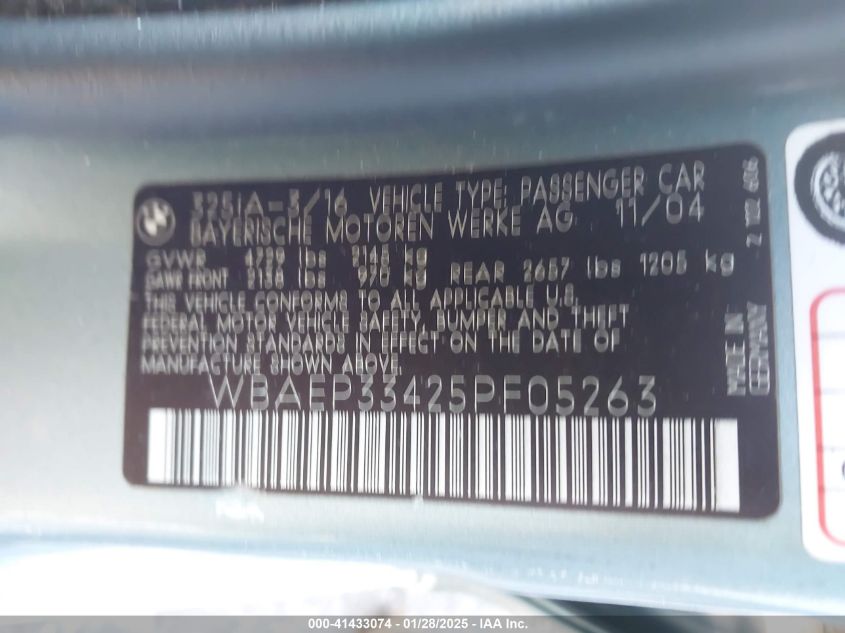 325iA-3/16 VEHICLE TYPE: PASSENGER CAR
BAYERISCHE MOTOREN WERKE AG 11/04
GVWR 4729 lbs 2145 kg
GAWR FRONT 2138 lbs 970 kg REAR 2657 lbs 1205 kg
THIS VEHICLE CONFORMS TO ALL APPLICABLE U.S.
FEDERAL MOTOR VEHICLE SAFETY, BUMPER AND THEFT
PREVENTION STANDARDS IN EFFECT ON THE DATE OF
MANUFACTURE SHOWN ABOVE.
WBAEP33425PF05263
MADE IN
GERMANY
000-41433074 - 01/28/2025 - IAA Inc.